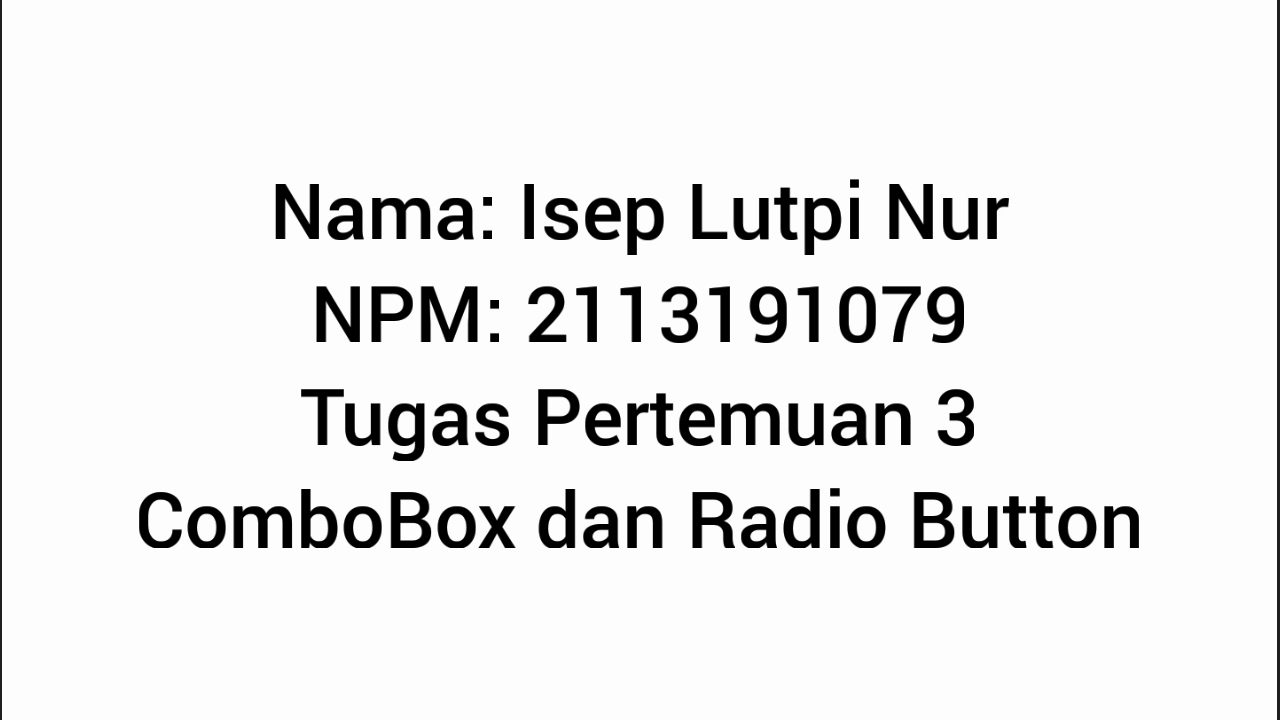 Nama: Isep Lutpi Nur
NPM: 2113191079
Tugas Pertemuan 3
ComboBox dan Radio Button